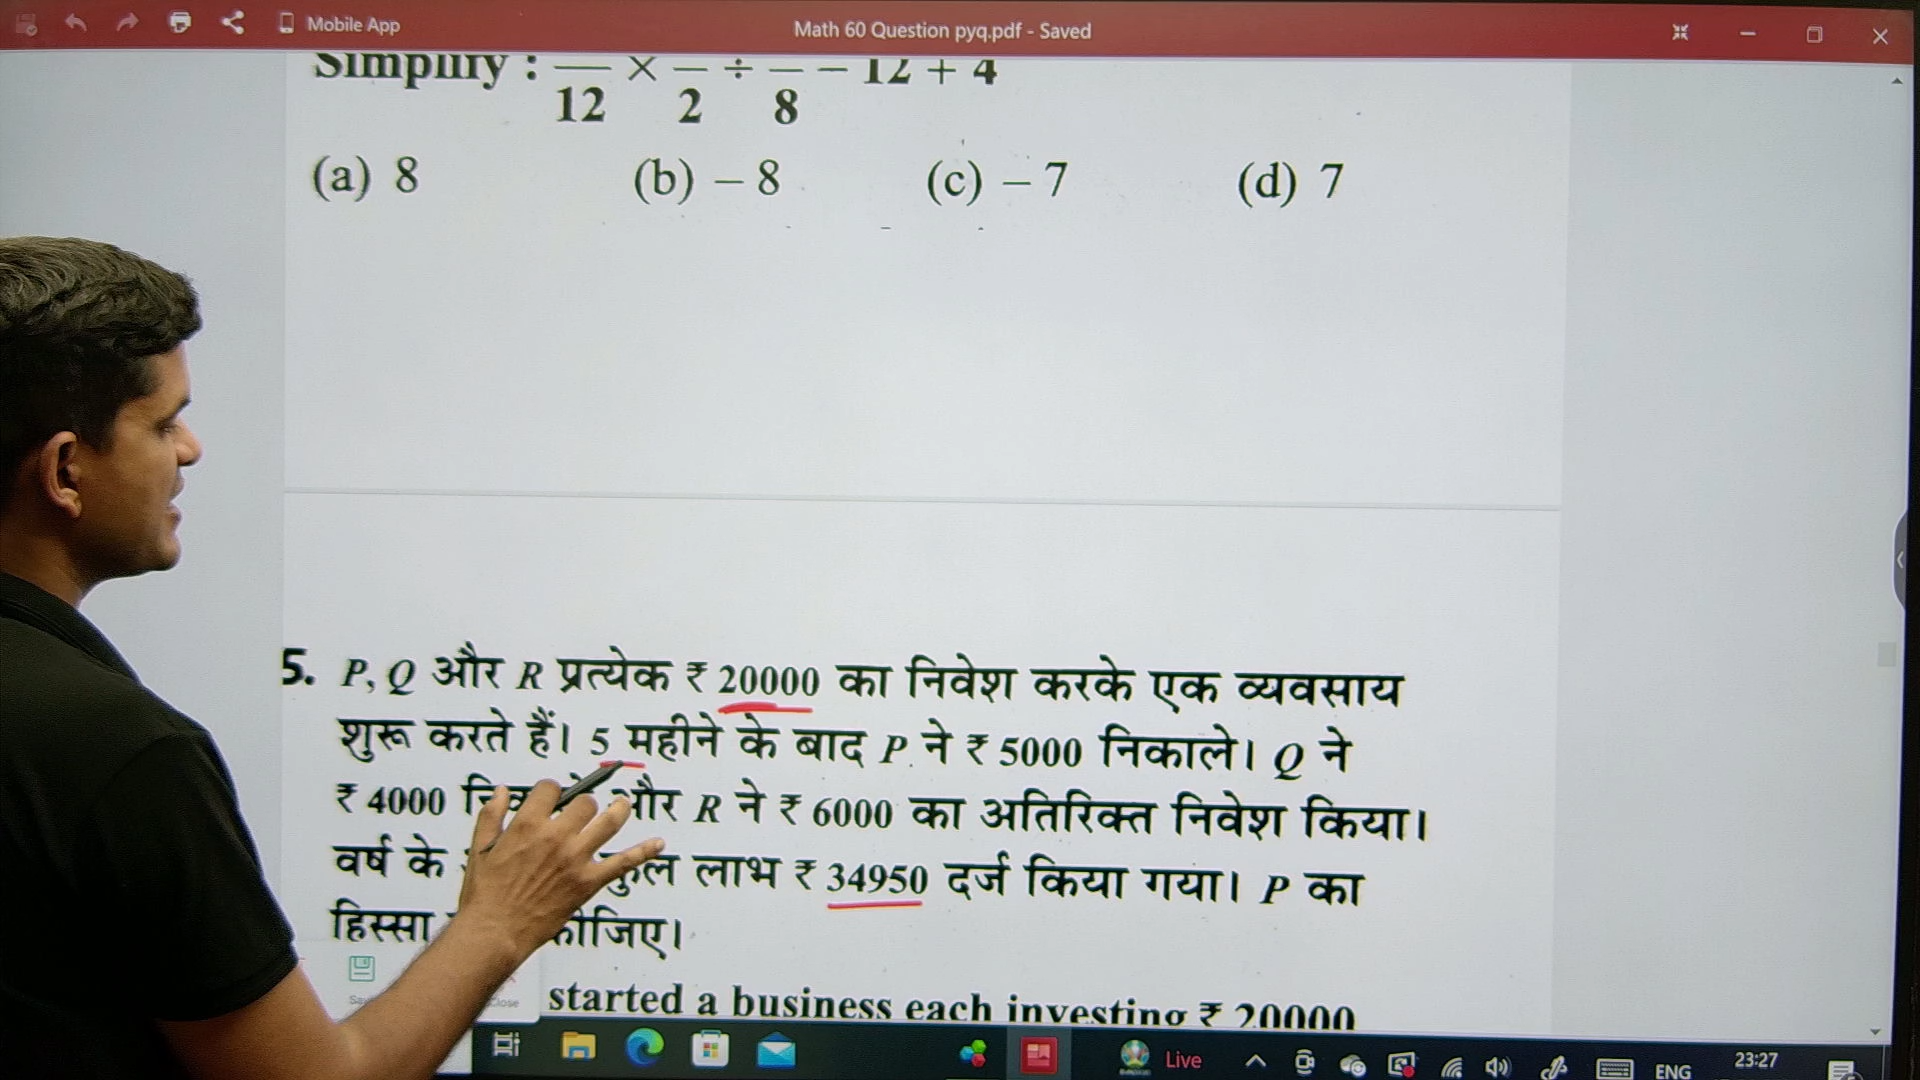 Mobile App
Math 60 Question pyq.pdf - Saved
Simplify : — × — ÷ — − 12 + 4
12 2 8
(a) 8 (b) – 8 (c) – 7 (d) 7
5. P, Q और R प्रत्येक ₹ 20000 का निवेश करके एक व्यवसाय
शुरू करते हैं। 5 महीने के बाद P ने ₹ 5000 निकाले। Q ने
₹ 4000 और R ने ₹ 6000 का अतिरिक्त निवेश किया।
वर्ष के कुल लाभ ₹ 34950 दर्ज किया गया। P का
हिस्सा कीजिए।
Close
started a business each investing ₹ 20000
Live
ENG
23:27